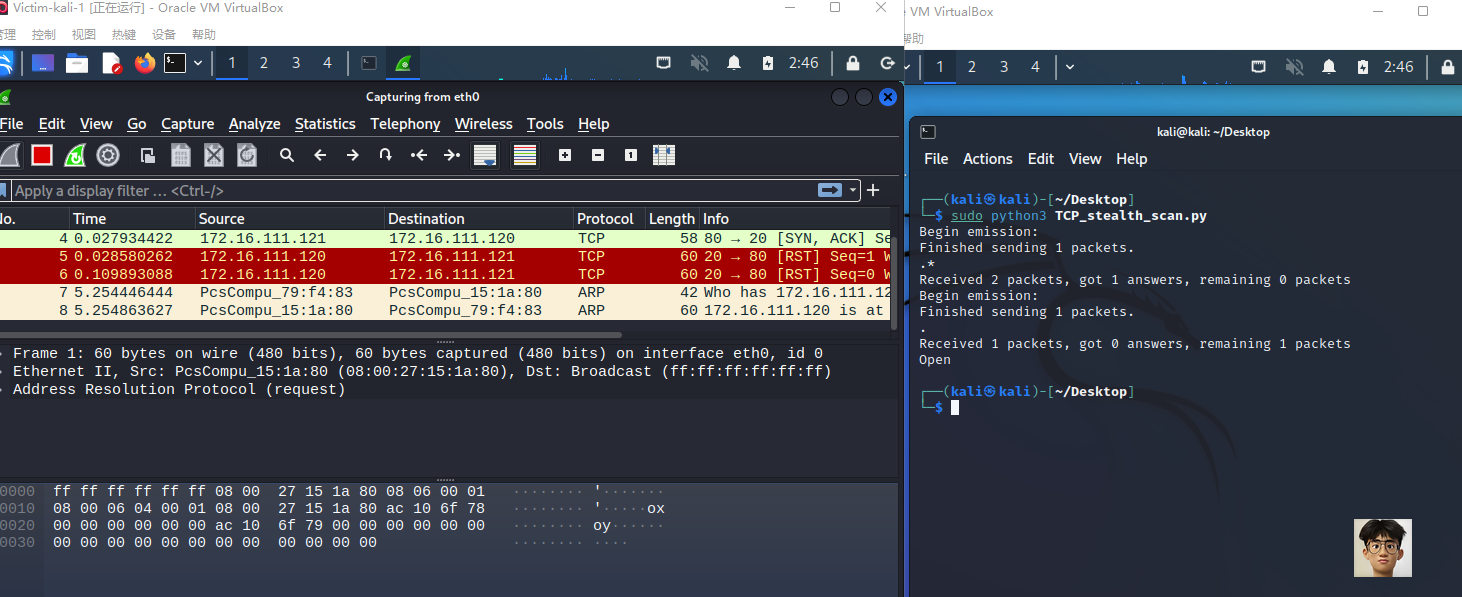 Victim-kali-1 [正在运行] - Oracle VM VirtualBox
管理 控制 视图 热键 设备 帮助
1 2 3 4 2:46
Capturing from eth0
File Edit View Go Capture Analyze Statistics Telephony Wireless Tools Help
Apply a display filter … <Ctrl-/>
No. Time Source Destination Protocol Length Info
4 0.027934422 172.16.111.121 172.16.111.120 TCP 58 80 → 20 [SYN, ACK] Se
5 0.028580262 172.16.111.120 172.16.111.121 TCP 60 20 → 80 [RST] Seq=1 W
6 0.109893088 172.16.111.120 172.16.111.121 TCP 60 20 → 80 [RST] Seq=0 W
7 5.254446444 PcsCompu_79:f4:83 PcsCompu_15:1a:80 ARP 42 Who has 172.16.111.12
8 5.254863627 PcsCompu_15:1a:80 PcsCompu_79:f4:83 ARP 60 172.16.111.120 is at
Frame 1: 60 bytes on wire (480 bits), 60 bytes captured (480 bits) on interface eth0, id 0
Ethernet II, Src: PcsCompu_15:1a:80 (08:00:27:15:1a:80), Dst: Broadcast (ff:ff:ff:ff:ff:ff)
Address Resolution Protocol (request)
0000 ff ff ff ff ff ff 08 00 27 15 1a 80 08 06 00 01 ········ '·······
0010 08 00 06 04 00 01 08 00 27 15 1a 80 ac 10 6f 78 ········ '·····ox
0020 00 00 00 00 00 00 ac 10 6f 79 00 00 00 00 00 00 ········ oy······
0030 00 00 00 00 00 00 00 00 00 00 00 00 ········ ····
VM VirtualBox
帮助
1 2 3 4 2:46
kali@kali: ~/Desktop
File Actions Edit View Help
┌──(kali㉿kali)-[~/Desktop]
└─$ sudo python3 TCP_stealth_scan.py
Begin emission:
Finished sending 1 packets.
.*
Received 2 packets, got 1 answers, remaining 0 packets
Begin emission:
Finished sending 1 packets.
.
Received 1 packets, got 0 answers, remaining 1 packets
Open
┌──(kali㉿kali)-[~/Desktop]
└─$